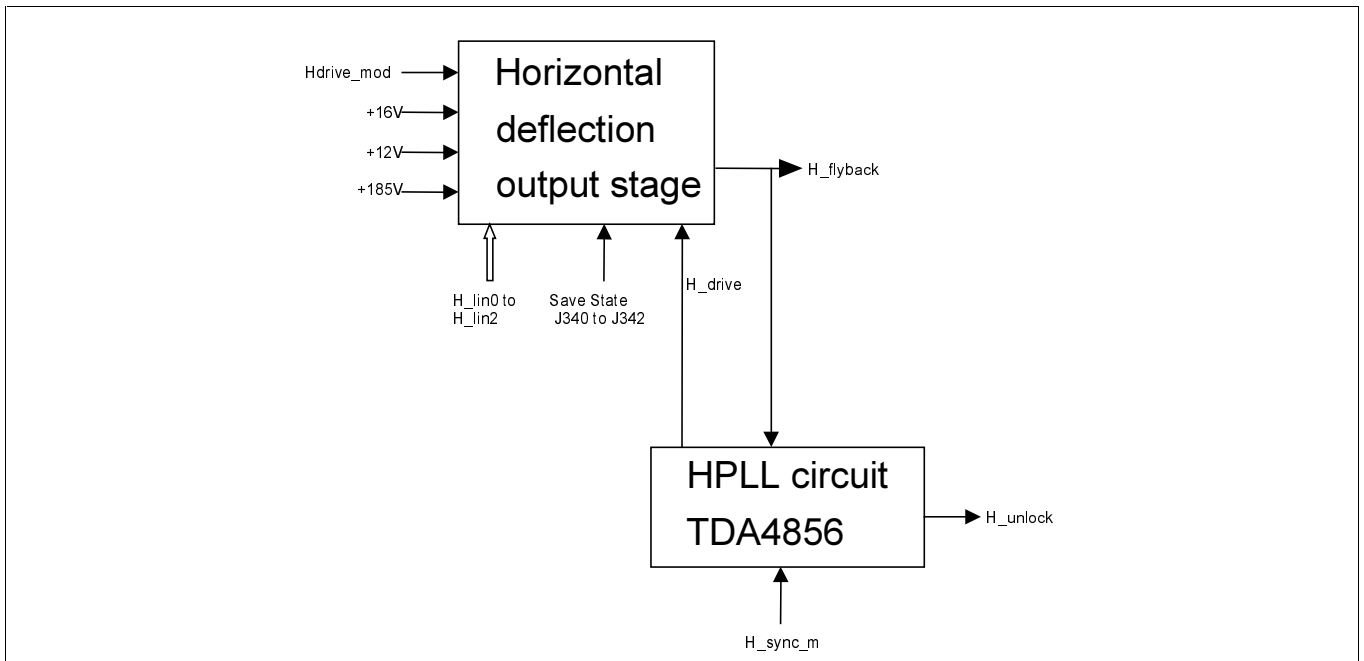 Hdrive_mod
+16V
+12V
+185V
Horizontal
deflection
output stage
H_flyback
H_lin0 to
H_lin2
Save State
J340 to J342
H_drive
HPLL circuit
TDA4856
H_unlock
H_sync_m